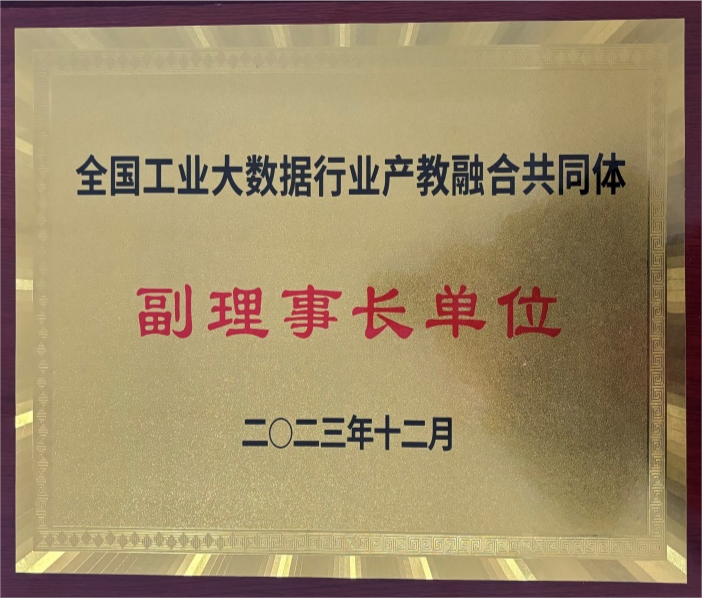 全国工业大数据行业产教融合共同体
副理事长单位
二〇二三年十二月